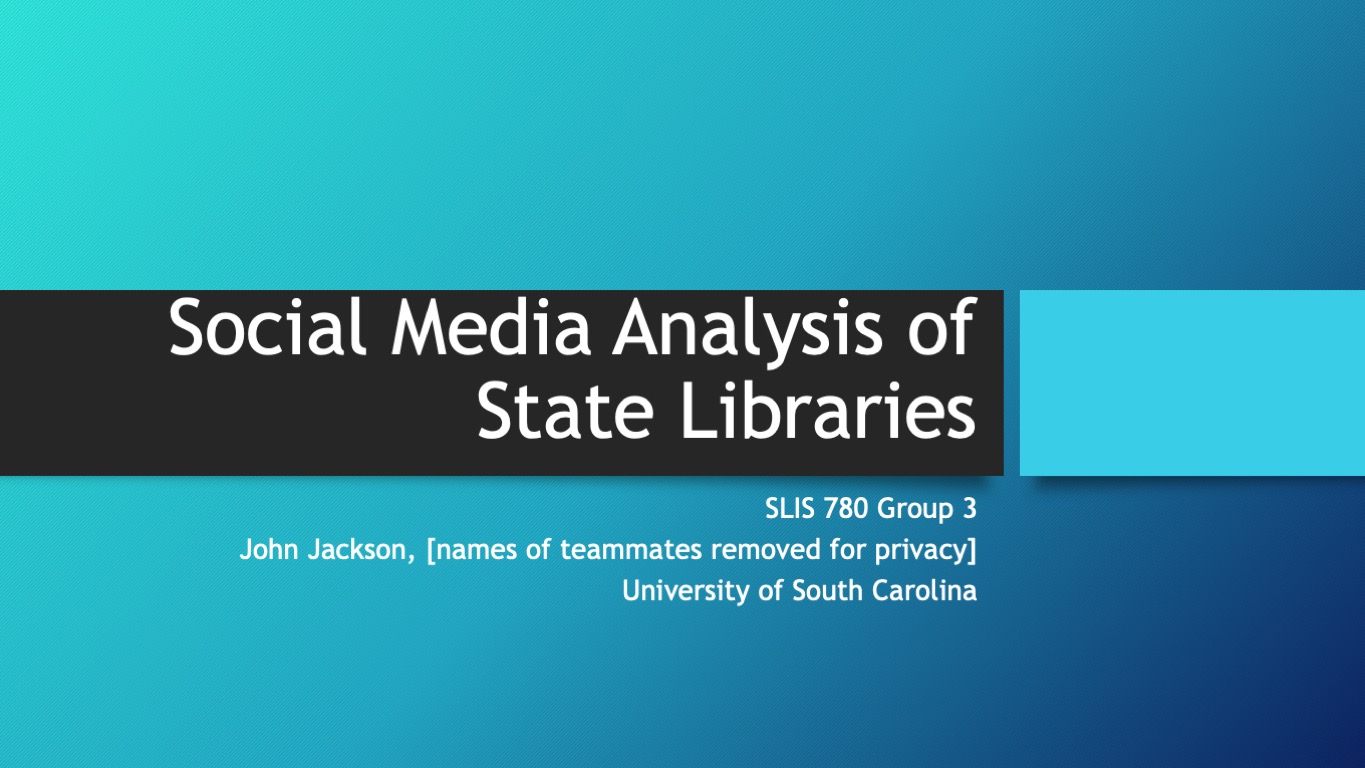 Social Media Analysis of
State Libraries
SLIS 780 Group 3
John Jackson, [names of teammates removed for privacy]
University of South Carolina